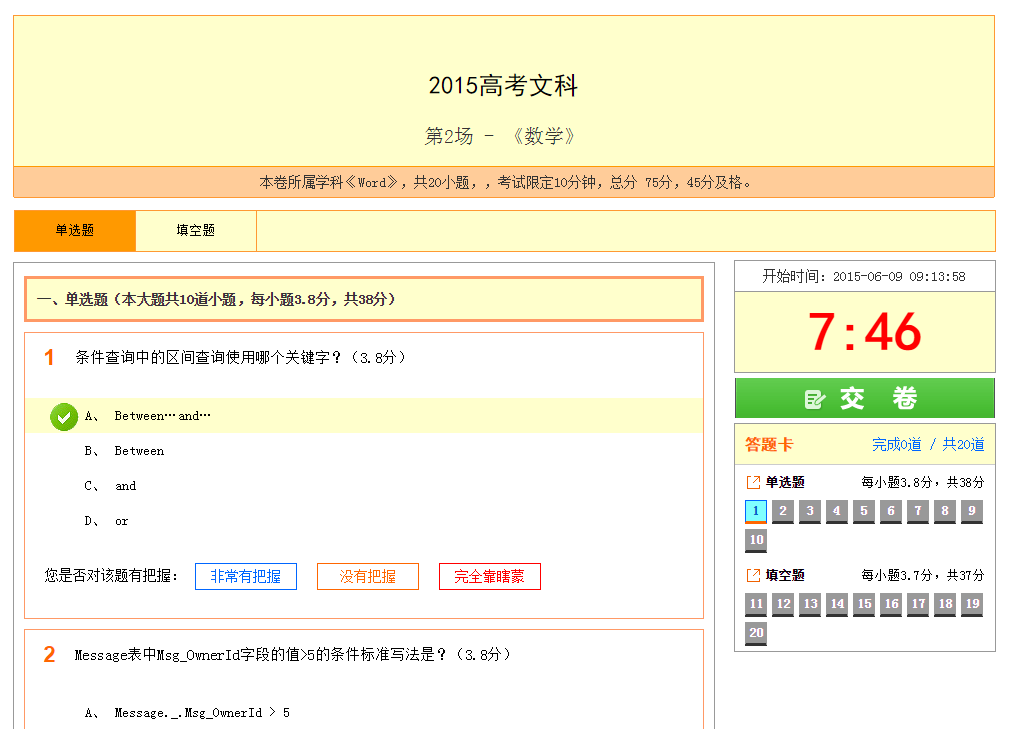 2015高考文科
第2场 - 《数学》
本卷所属学科《Word》，共20小题，，考试限定10分钟，总分 75分，45分及格。
单选题 填空题
一、单选题（本大题共10道小题，每小题3.8分，共38分）
1 条件查询中的区间查询使用哪个关键字？（3.8分）
A、 Between…and…
B、 Between
C、 and
D、 or
您是否对该题有把握： 非常有把握 没有把握 完全靠瞎蒙
2 Message表中Msg_OwnerId字段的值>5的条件标准写法是？（3.8分）
A、 Message._.Msg_OwnerId > 5
开始时间：2015-06-09 09:13:58
7:46
交 卷
答题卡 完成0道 / 共20道
单选题 每小题3.8分，共38分
1 2 3 4 5 6 7 8 9
10
填空题 每小题3.7分，共37分
11 12 13 14 15 16 17 18 19
20